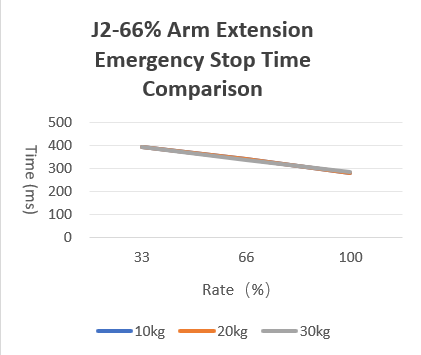 J2-66% Arm Extension
Emergency Stop Time
Comparison
500
400
300
200
100
0
Time (ms)
33 66 100
Rate（%）
10kg 20kg 30kg